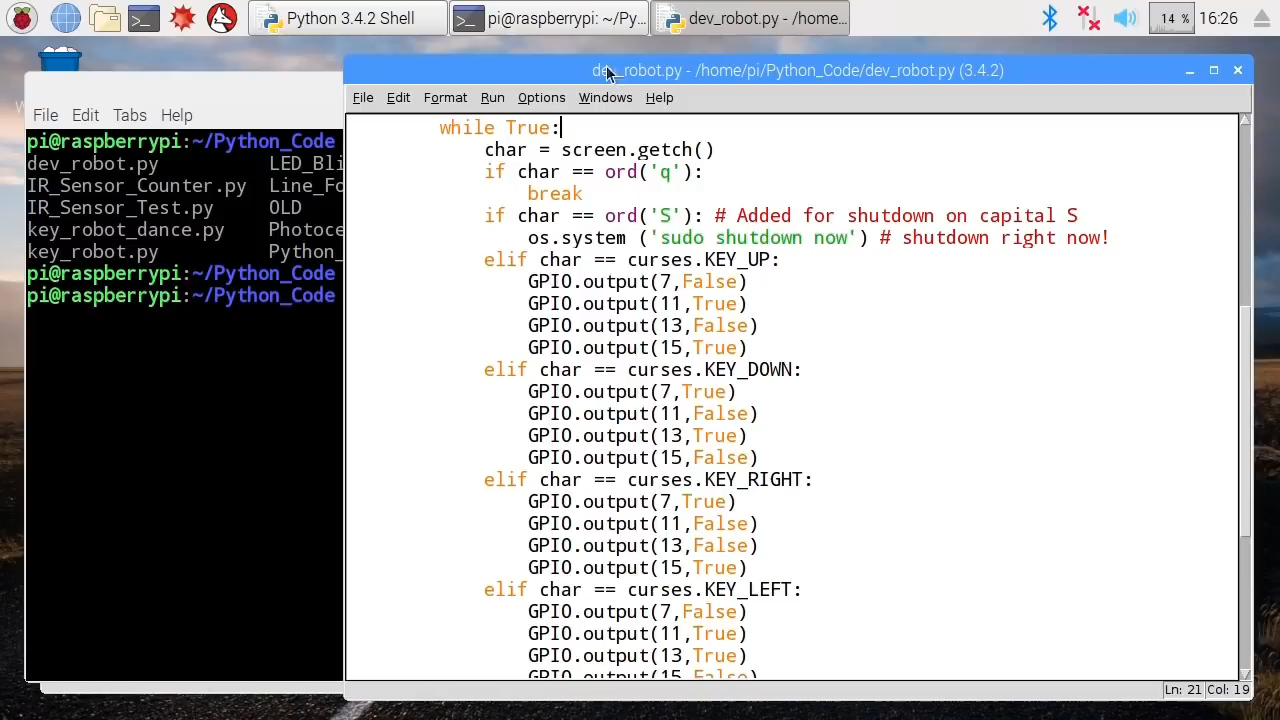 Python 3.4.2 Shell
pi@raspberrypi: ~/Py...
dev_robot.py - /home...
14 %
16:26
dev_robot.py - /home/pi/Python_Code/dev_robot.py (3.4.2)
File Edit Tabs Help
pi@raspberrypi:~/Python_Code
dev_robot.py LED_Bli
IR_Sensor_Counter.py Line_Fo
IR_Sensor_Test.py OLD
key_robot_dance.py Photoce
key_robot.py Python_
pi@raspberrypi:~/Python_Code
pi@raspberrypi:~/Python_Code
File Edit Format Run Options Windows Help
while True:
char = screen.getch()
if char == ord('q'):
break
if char == ord('S'): # Added for shutdown on capital S
os.system ('sudo shutdown now') # shutdown right now!
elif char == curses.KEY_UP:
GPIO.output(7,False)
GPIO.output(11,True)
GPIO.output(13,False)
GPIO.output(15,True)
elif char == curses.KEY_DOWN:
GPIO.output(7,True)
GPIO.output(11,False)
GPIO.output(13,True)
GPIO.output(15,False)
elif char == curses.KEY_RIGHT:
GPIO.output(7,True)
GPIO.output(11,False)
GPIO.output(13,False)
GPIO.output(15,True)
elif char == curses.KEY_LEFT:
GPIO.output(7,False)
GPIO.output(11,True)
GPIO.output(13,True)
GPIO.output(15,False)
Ln: 21 Col: 19